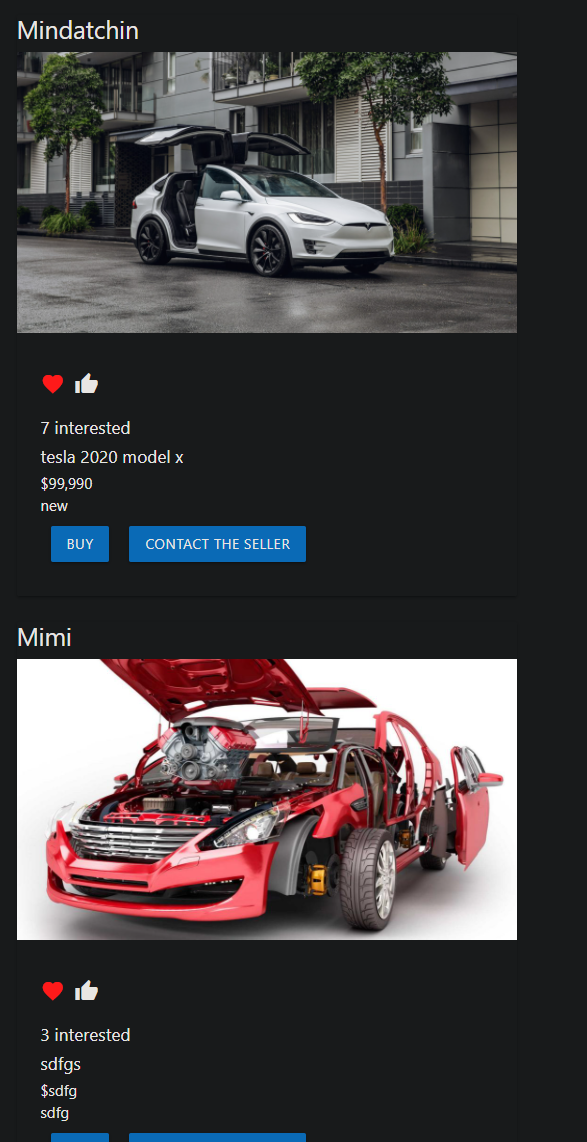 Mindatchin
7 interested
tesla 2020 model x
$99,990
new
BUY CONTACT THE SELLER
Mimi
3 interested
sdfgs
$sdfg
sdfg